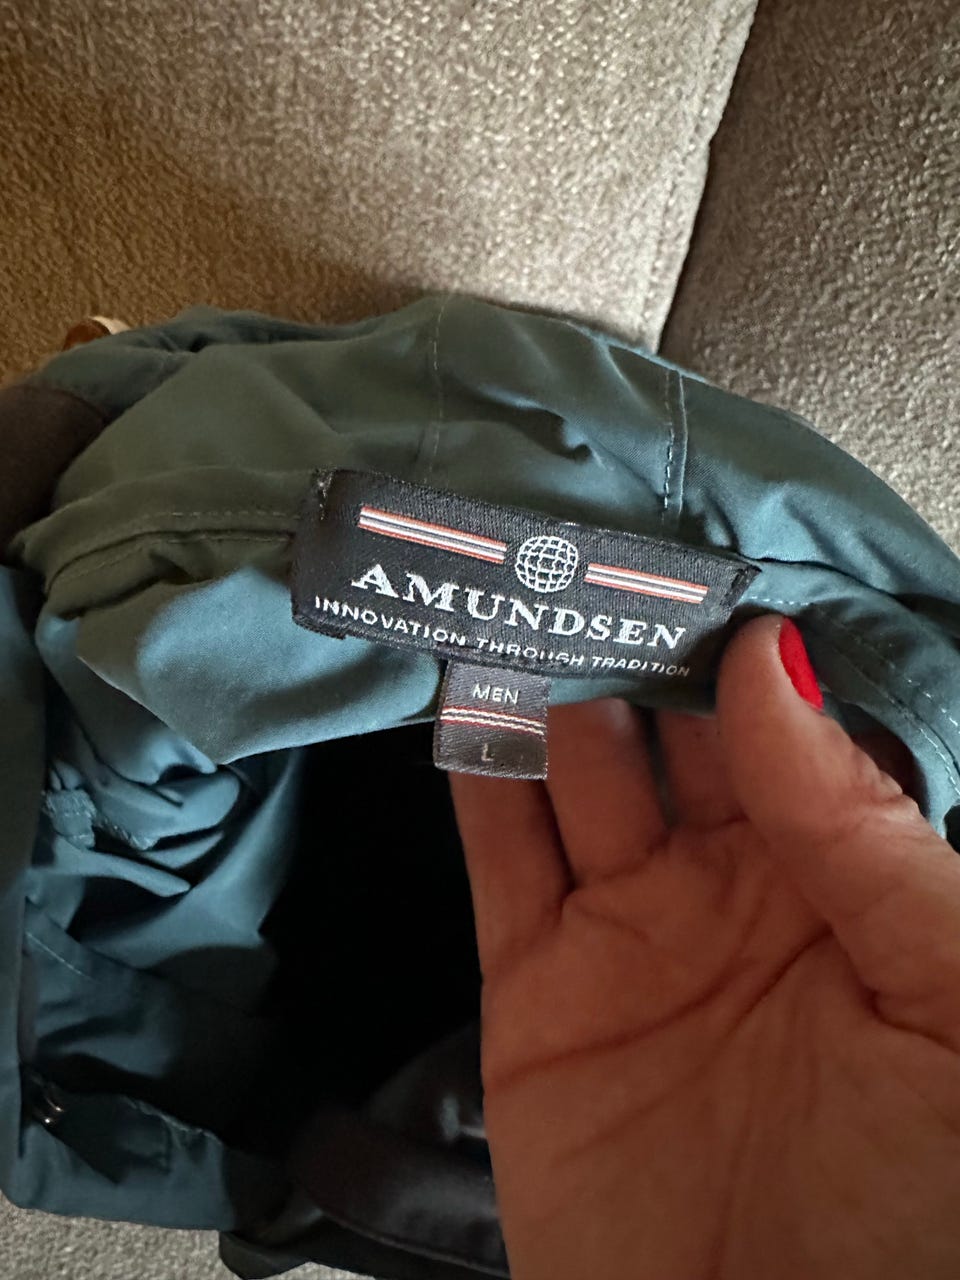 AMUNDSEN
INNOVATION THROUGH TRADITION
MEN
L